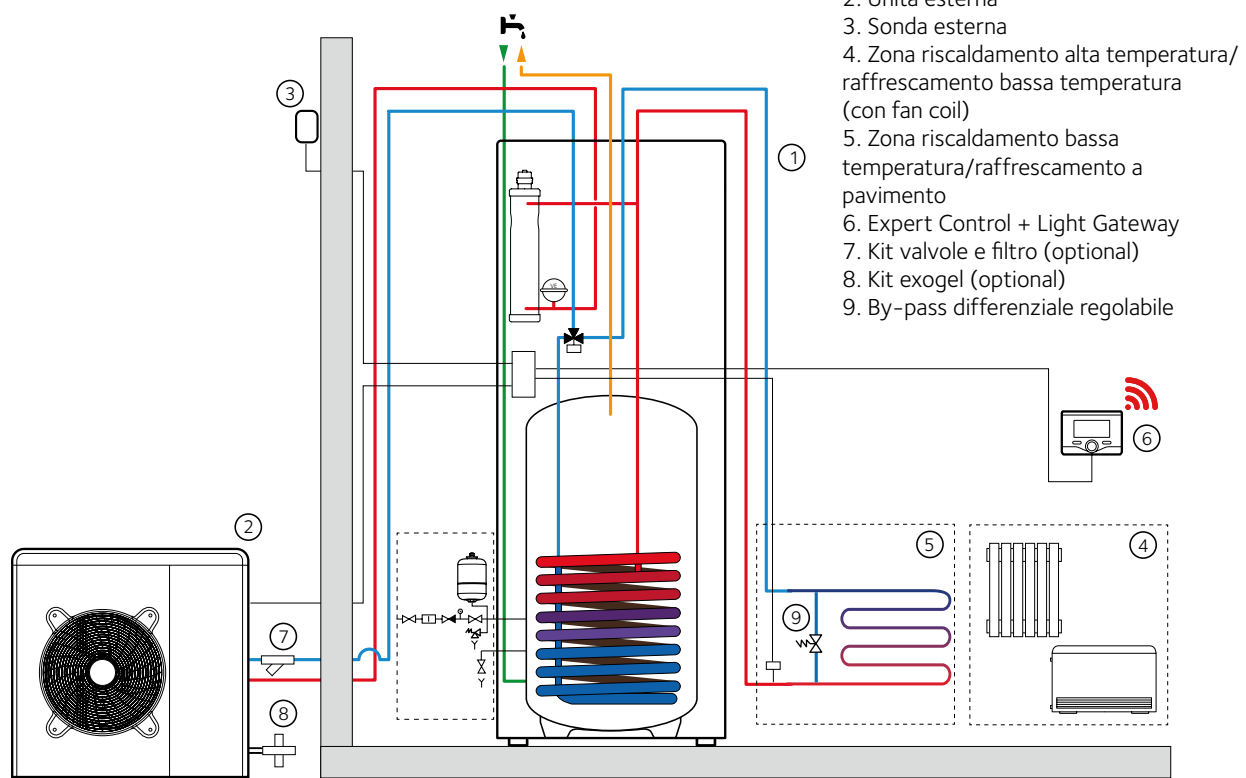 2. Unità esterna
3. Sonda esterna
4. Zona riscaldamento alta temperatura/
raffrescamento bassa temperatura
(con fan coil)
5. Zona riscaldamento bassa
temperatura/raffrescamento a
pavimento
6. Expert Control + Light Gateway
7. Kit valvole e filtro (optional)
8. Kit exogel (optional)
9. By-pass differenziale regolabile
3
1
VE
6
2
5
4
7
9
8